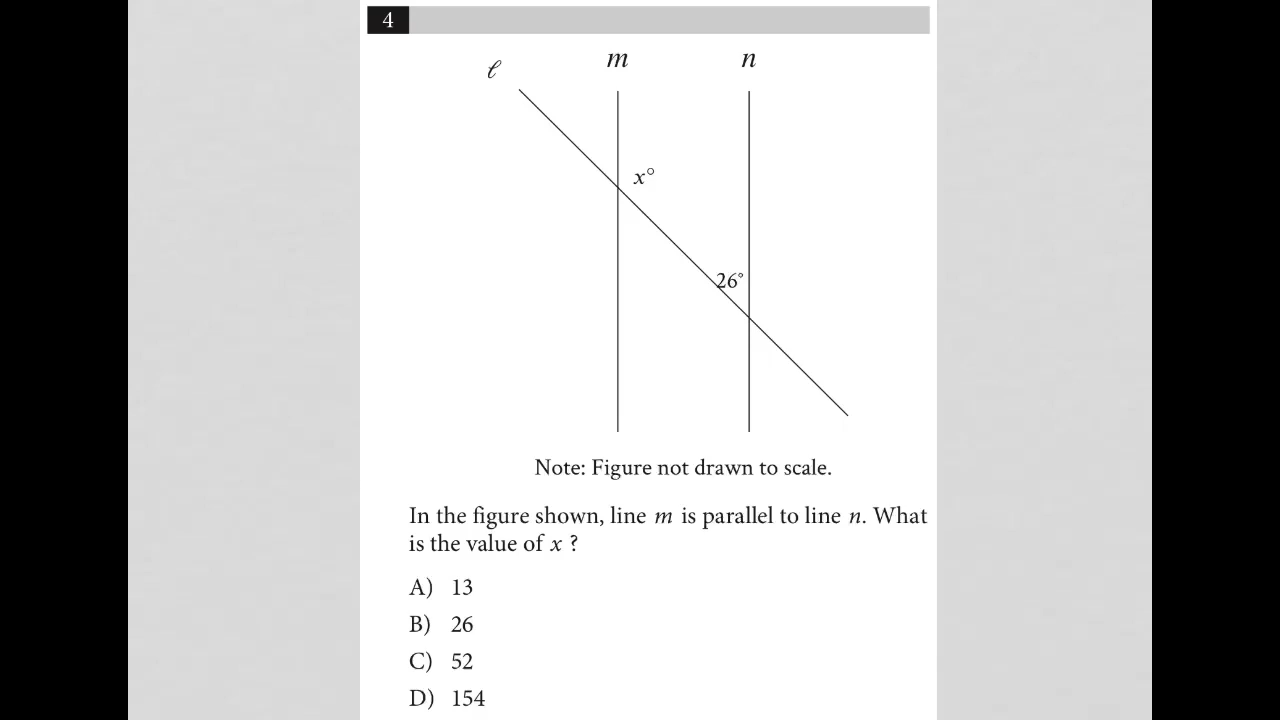 4
ℓ
m
n
x°
26°
Note: Figure not drawn to scale.
In the figure shown, line m is parallel to line n. What
is the value of x ?
A) 13
B) 26
C) 52
D) 154